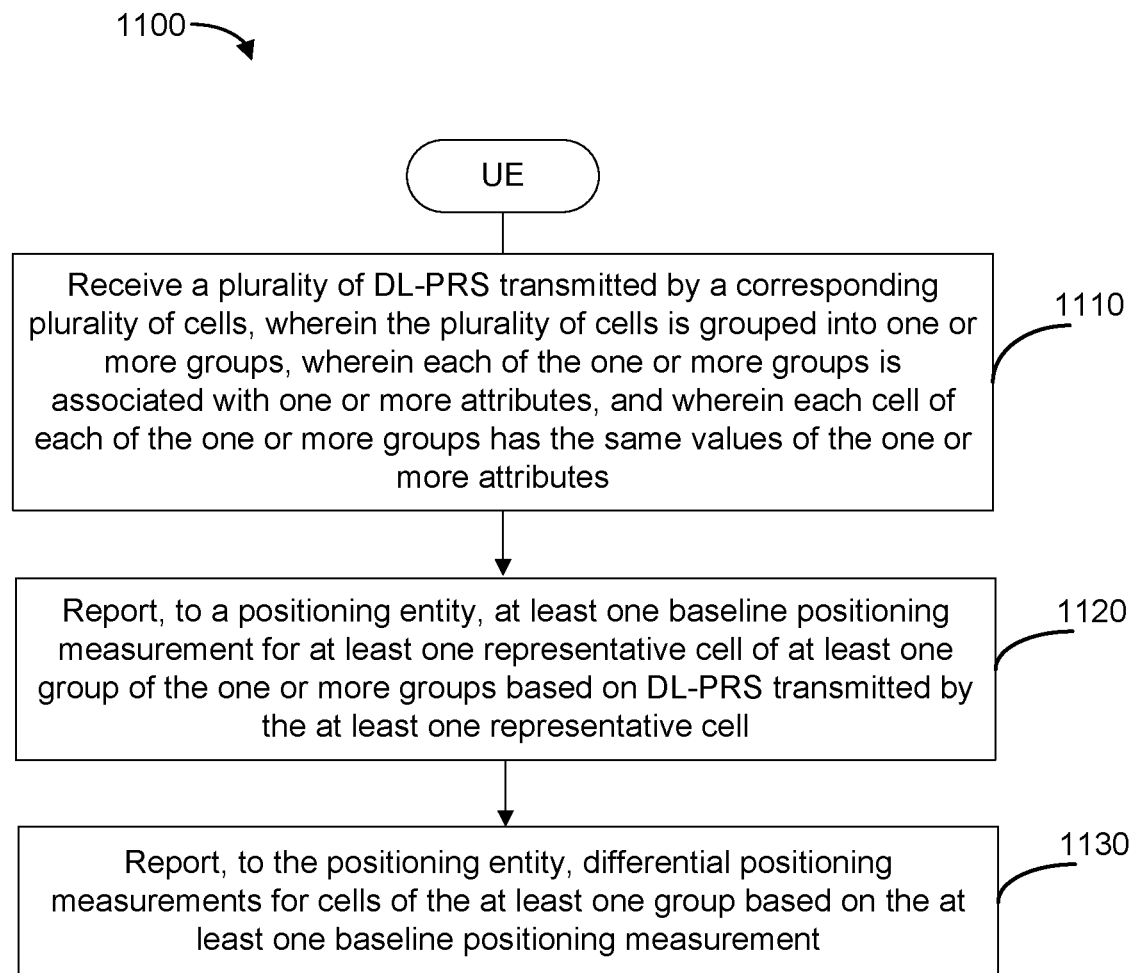 1100
UE
Receive a plurality of DL-PRS transmitted by a corresponding
plurality of cells, wherein the plurality of cells is grouped into one or
more groups, wherein each of the one or more groups is
associated with one or more attributes, and wherein each cell of
each of the one or more groups has the same values of the one or
more attributes
1110
Report, to a positioning entity, at least one baseline positioning
measurement for at least one representative cell of at least one
group of the one or more groups based on DL-PRS transmitted by
the at least one representative cell
1120
Report, to the positioning entity, differential positioning
measurements for cells of the at least one group based on the at
least one baseline positioning measurement
1130